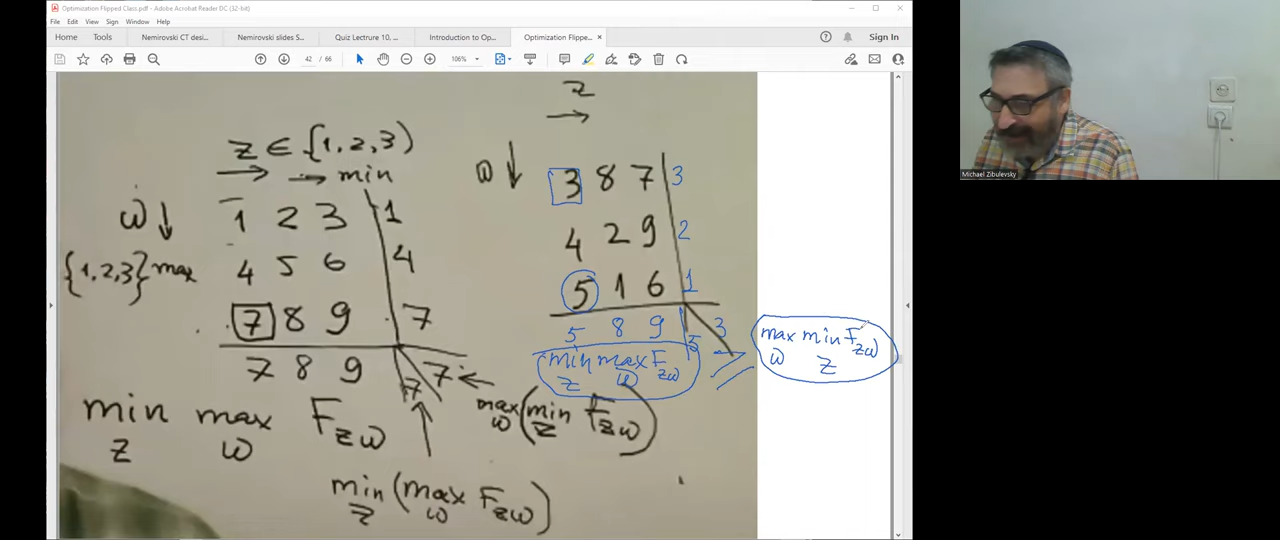 Optimization Flipped Class.pdf - Adobe Acrobat Reader DC (32-bit)
File Edit View Sign Window Help
Home Tools Nemirovski CT desi... Nemirovski slides S... Quiz Lecture 10, ... Introduction to Op... Optimization Flippe... × Sign In
42 / 66 106%
z ∈ {1, 2, 3}
→ → min
ω ↓ 1 2 3 1
{1, 2, 3} max 4 5 6 4
7 8 9 7
7 8 9 7 7
min max F zω
z ω
max (min F zω)
ω z
min (max F zω)
z ω
z
→
ω ↓ 3 8 7 3
4 2 9 2
5 1 6 1
5 8 9 5 3
min max F zω ≥ max min F zω
z ω ω z
Michael Zibulevsky